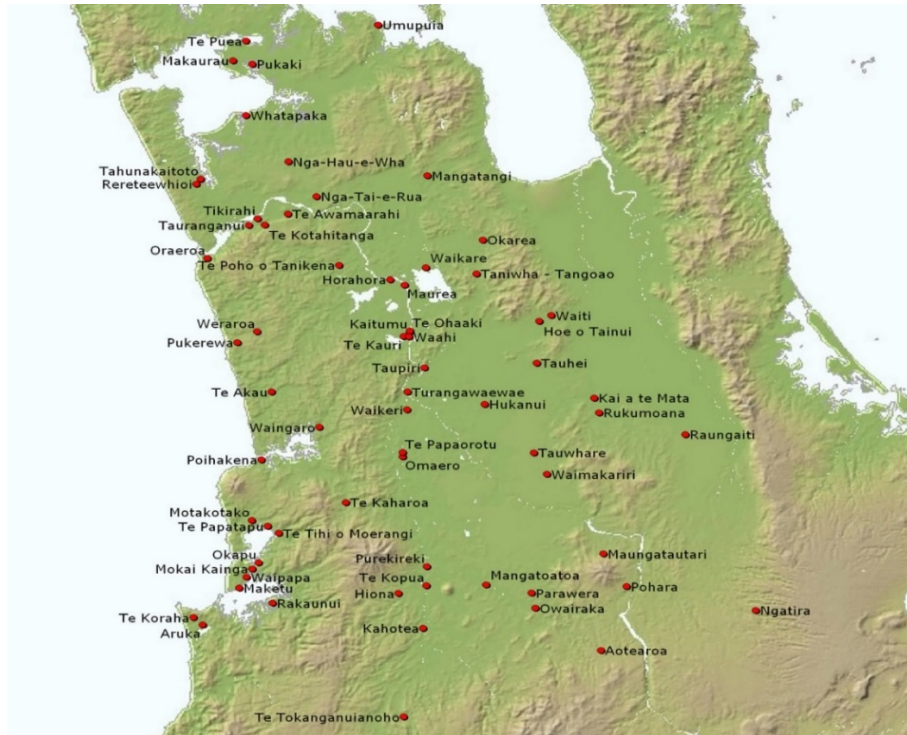 Umupuia
Te Puea
Makaurau
Pukaki
Whatapaka
Nga-Hau-e-Wha
Tahunakaitoto
Mangatangi
Rereteewhioi
Nga-Tai-e-Rua
Te Awamaarahi
Tikirahi
Tauranganui
Te Kotahitanga
Okarea
Oraeroa
Te Poho o Tanikena
Waikare
Taniwha - Tangoao
Horahora
Maurea
Waiti
Hoe o Tainui
Weraroa
Kaitumu
Te Ohaaki
Waahi
Pukerewa
Te Kauri
Tauhei
Taupiri
Te Akau
Turangawaewae
Kai a te Mata
Hukanui
Waikeri
Rukumoana
Waingaro
Raungaiti
Te Papaorotu
Tauwhare
Poihakena
Omaero
Waimakariri
Te Kaharoa
Motakotako
Te Papatapu
Te Tihi o Moerangi
Maungatautari
Okapu
Purekireki
Mokai Kainga
Waipapa
Te Kopua
Mangatoatoa
Pohara
Maketu
Hiona
Parawera
Rakaunui
Owairaka
Ngatira
Te Koraha
Aruka
Kahotea
Aotearoa
Te Tokanganuianoho